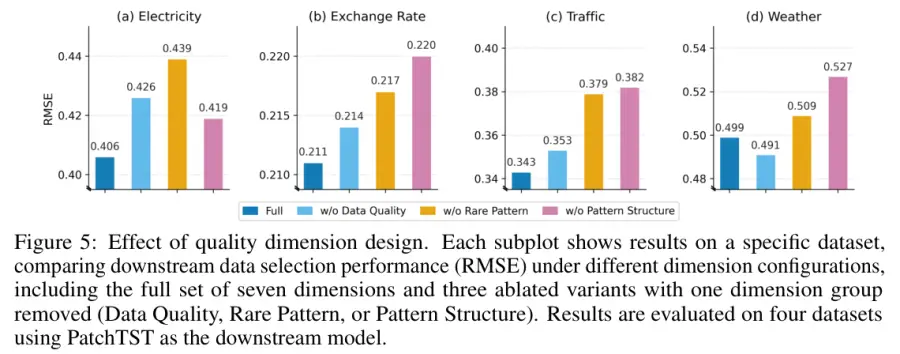 (a) Electricity
(b) Exchange Rate
(c) Traffic
(d) Weather
RMSE
0.44
0.42
0.40
0.406
0.426
0.439
0.419
0.220
0.215
0.210
0.211
0.214
0.217
0.220
0.40
0.38
0.36
0.34
0.343
0.353
0.379
0.382
0.54
0.52
0.50
0.48
0.499
0.491
0.509
0.527
Full
w/o Data Quality
w/o Rare Pattern
w/o Pattern Structure
Figure 5: Effect of quality dimension design. Each subplot shows results on a specific dataset,
comparing downstream data selection performance (RMSE) under different dimension configurations,
including the full set of seven dimensions and three ablated variants with one dimension group
removed (Data Quality, Rare Pattern, or Pattern Structure). Results are evaluated on four datasets
using PatchTST as the downstream model.